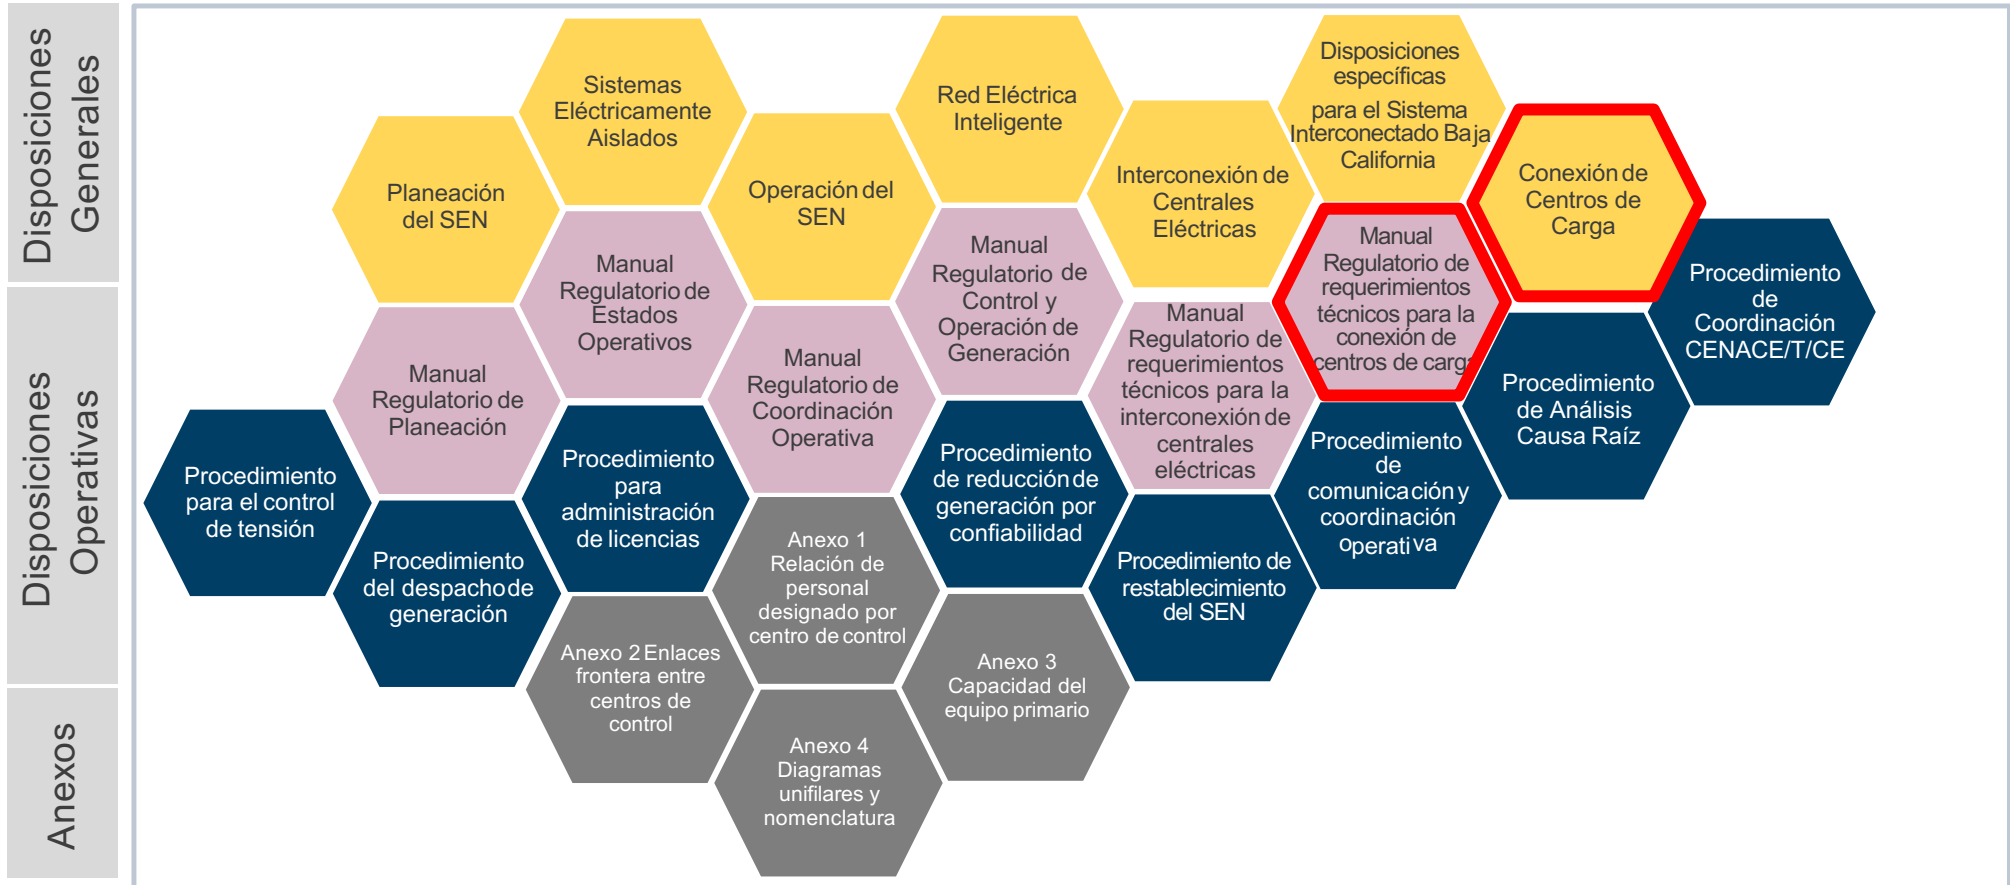 Disposiciones
Generales
Disposiciones
Operativas
Anexos
Sistemas
Eléctricamente
Aislados
Red Eléctrica
Inteligente
Disposiciones
específicas
para el Sistema
Interconectado Baja
California
Planeación
del SEN
Operación del
SEN
Interconexión de
Centrales
Eléctricas
Conexión de
Centros de
Carga
Manual
Regulatorio de
Estados
Operativos
Manual
Regulatorio de
Control y
Operación de
Generación
Manual
Regulatorio de
requerimientos
técnicos para la
conexión de
centros de carga
Procedimiento
de
Coordinación
CENACE/T/CE
Manual
Regulatorio de
Planeación
Manual
Regulatorio de
Coordinación
Operativa
Manual
Regulatorio de
requerimientos
técnicos para la
interconexión de
centrales
eléctricas
Procedimiento
de Análisis
Causa Raíz
Procedimiento
para el control
de tensión
Procedimiento
para
administración
de licencias
Procedimiento
de reducción de
generación por
confiabilidad
Procedimiento
de
comunicación y
coordinación
operativa
Procedimiento
del despacho de
generación
Anexo 1
Relación de
personal
designado por
centro de control
Procedimiento de
restablecimiento
del SEN
Anexo 2 Enlaces
frontera entre
centros de
control
Anexo 3
Capacidad del
equipo primario
Anexo 4
Diagramas
unifilares y
nomenclatura